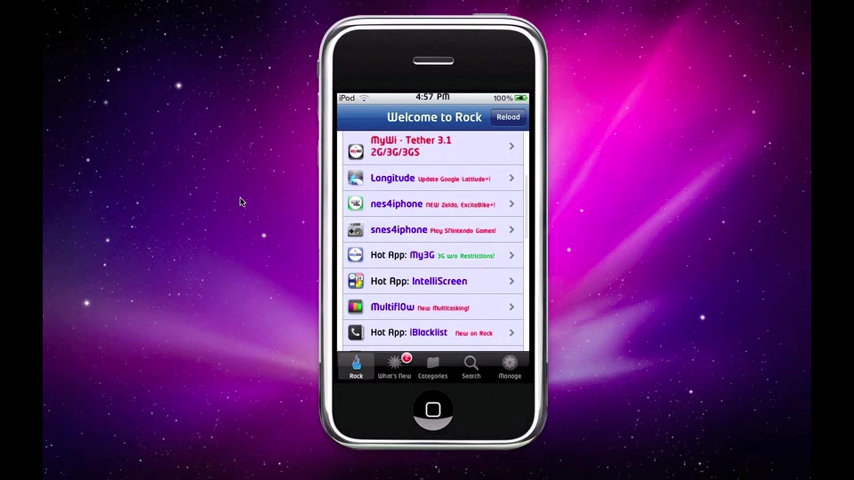 iPod 4:57 PM 100%
Welcome to Rock Reload
MyWi - Tether 3.1
2G/3G/3GS
Longitude Update Google Lattiude+!
nes4iphone NEW Zelda, ExciteBike+!
snes4iphone Play SNintendo Games!
Hot App: My3G 3G w/o Restrictions!
Hot App: IntelliScreen
Multifl0w New Multitasking!
Hot App: iBlacklist New on Rock
Rock What's New Categories Search Manage